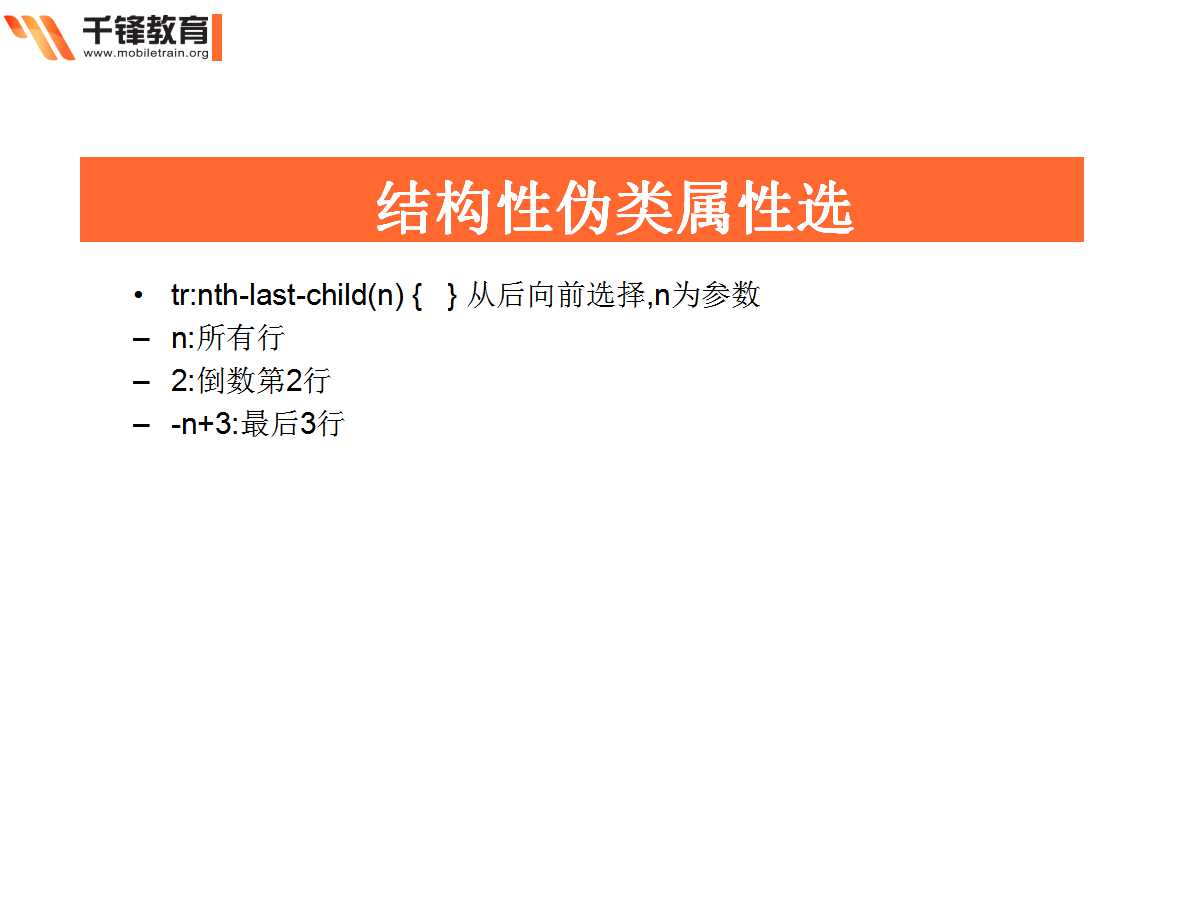 千锋教育
www.mobiletrain.org
结构性伪类属性选
• tr:nth-last-child(n) {   } 从后向前选择,n为参数
– n:所有行
– 2:倒数第2行
– -n+3:最后3行